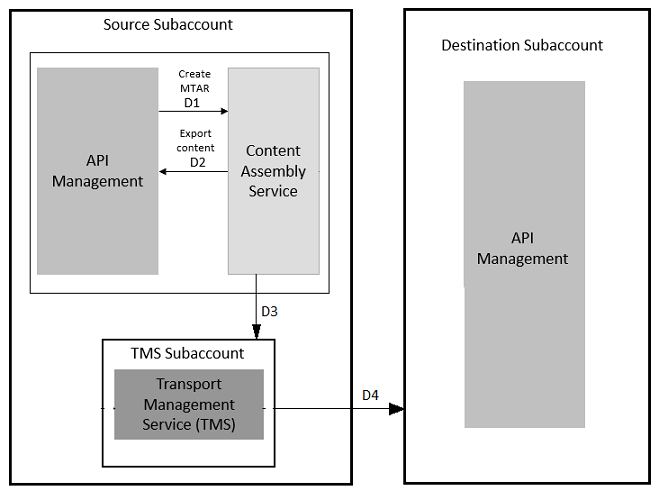 Source Subaccount
API
Management
Create
MTAR
D1
Export
content
D2
Content
Assembly
Service
D3
TMS Subaccount
Transport
Management
Service (TMS)
D4
Destination Subaccount
API
Management